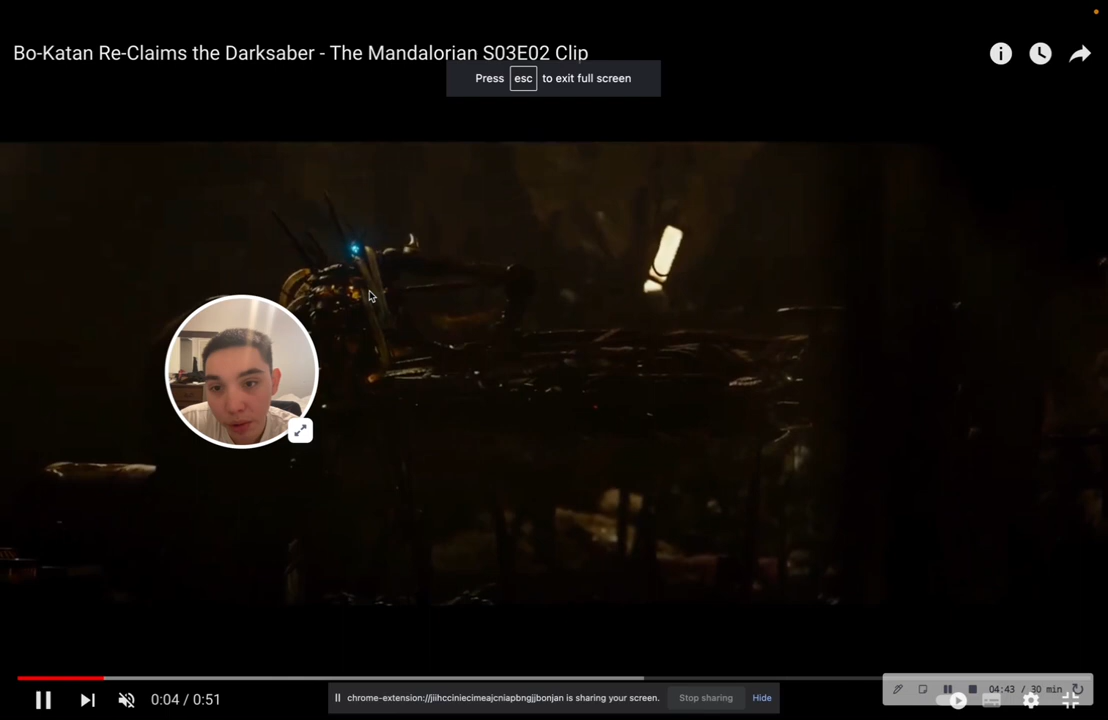 Bo-Katan Re-Claims the Darksaber - The Mandalorian S03E02 Clip
Press esc to exit full screen
0:04 / 0:51
chrome-extension://jiihcciniecimeajcniapbngjjbonjan is sharing your screen. Stop sharing Hide
04:43 / 30 min